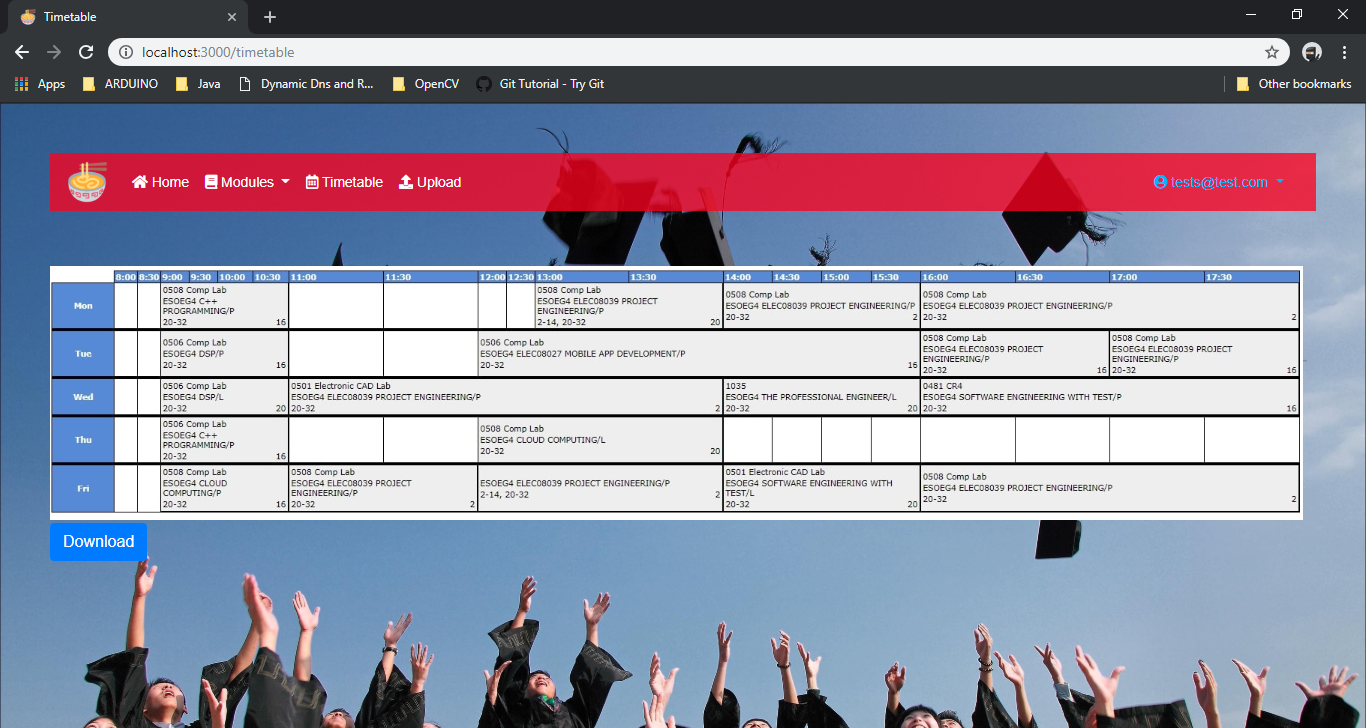 Timetable
localhost:3000/timetable
Apps ARDUINO Java Dynamic Dns and R... OpenCV Git Tutorial - Try Git Other bookmarks
Home Modules Timetable Upload tests@test.com
8:00 8:30 9:00 9:30 10:00 10:30 11:00 11:30 12:00 12:30 13:00 13:30 14:00 14:30 15:00 15:30 16:00 16:30 17:00 17:30
Mon
0508 Comp Lab
ESOEG4 C++
PROGRAMMING/P
20-32 16
0508 Comp Lab
ESOEG4 ELEC08039 PROJECT
ENGINEERING/P
2-14, 20-32 20
0508 Comp Lab
ESOEG4 ELEC08039 PROJECT ENGINEERING/P
20-32 2
0508 Comp Lab
ESOEG4 ELEC08039 PROJECT ENGINEERING/P
20-32 2
Tue
0506 Comp Lab
ESOEG4 DSP/P
20-32 16
0506 Comp Lab
ESOEG4 ELEC08027 MOBILE APP DEVELOPMENT/P
20-32 16
0508 Comp Lab
ESOEG4 ELEC08039 PROJECT
ENGINEERING/P
20-32 16
0508 Comp Lab
ESOEG4 ELEC08039 PROJECT
ENGINEERING/P
20-32 16
Wed
0506 Comp Lab
ESOEG4 DSP/L
20-32 20
0501 Electronic CAD Lab
ESOEG4 ELEC08039 PROJECT ENGINEERING/P
20-32 2
1035
ESOEG4 THE PROFESSIONAL ENGINEER/L
20-32 20
0481 CR4
ESOEG4 SOFTWARE ENGINEERING WITH TEST/P
20-32 16
Thu
0506 Comp Lab
ESOEG4 C++
PROGRAMMING/P
20-32 16
0508 Comp Lab
ESOEG4 CLOUD COMPUTING/L
20-32 20
Fri
0508 Comp Lab
ESOEG4 CLOUD
COMPUTING/P
20-32 16
0508 Comp Lab
ESOEG4 ELEC08039 PROJECT
ENGINEERING/P
20-32 2
ESOEG4 ELEC08039 PROJECT ENGINEERING/P
2-14, 20-32 2
0501 Electronic CAD Lab
ESOEG4 SOFTWARE ENGINEERING WITH
TEST/L
20-32 20
0508 Comp Lab
ESOEG4 ELEC08039 PROJECT ENGINEERING/P
20-32 2
Download